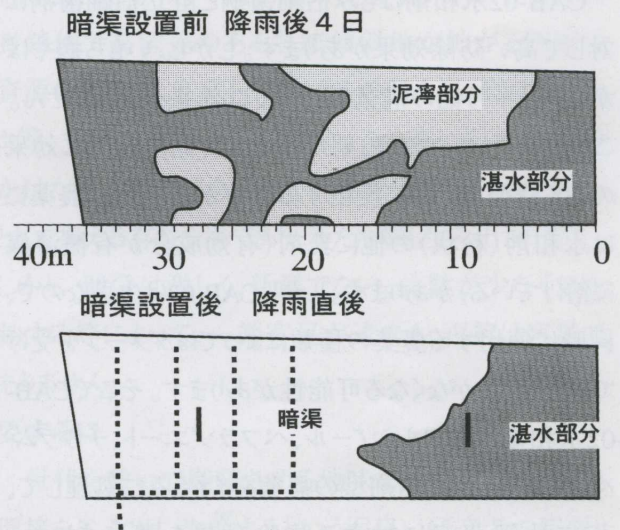 暗渠設置前 降雨後4日
泥濘部分
湛水部分
40m 30 20 10 0
暗渠設置後 降雨直後
暗渠
湛水部分